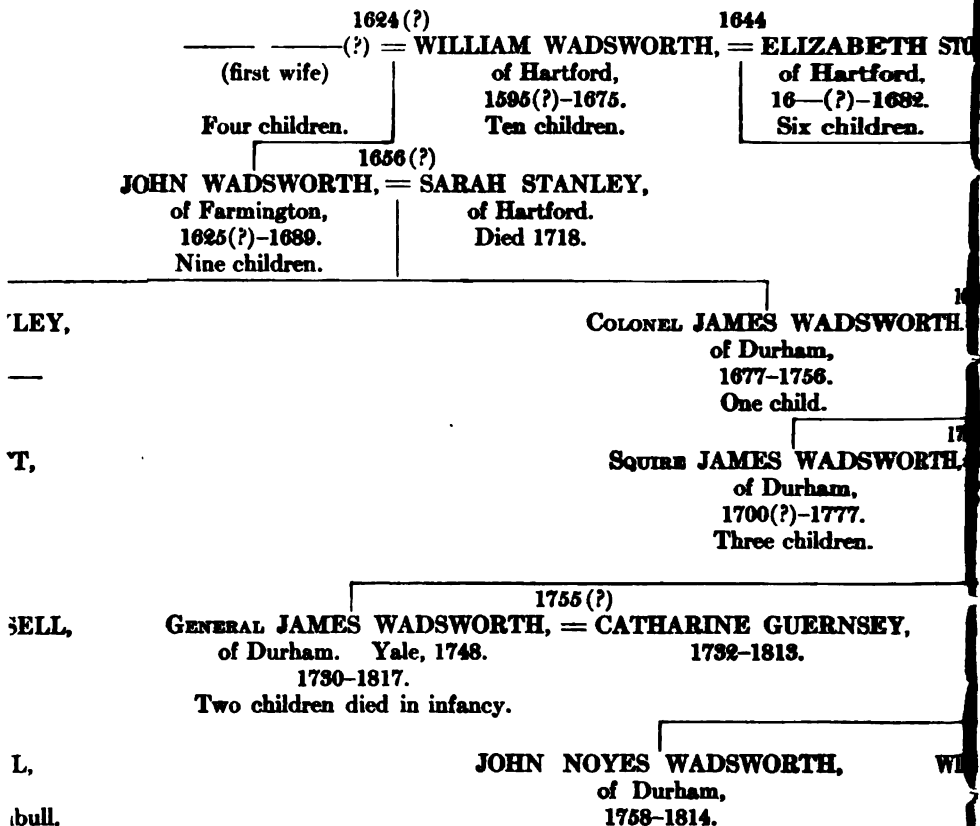 1624(?) 1644
(?) = WILLIAM WADSWORTH, = ELIZABETH
(first wife) of Hartford, of Hartford,
1595(?)–1675. 16—(?)–1682.
Four children. Ten children. Six children.
1656(?)
JOHN WADSWORTH, = SARAH STANLEY,
of Farmington, of Hartford.
1625(?)–1689. Died 1718.
Nine children.
LEY, COLONEL JAMES WADSWORTH
of Durham,
1677–1756.
One child.
T, SQUIRE JAMES WADSWORTH,
of Durham,
1700(?)–1777.
Three children.
1755(?)
SELL, GENERAL JAMES WADSWORTH, = CATHARINE GUERNSEY,
of Durham. Yale, 1748. 1732–1813.
1730–1817.
Two children died in infancy.
L, JOHN NOYES WADSWORTH,
of Durham,
bull. 1758–1814.